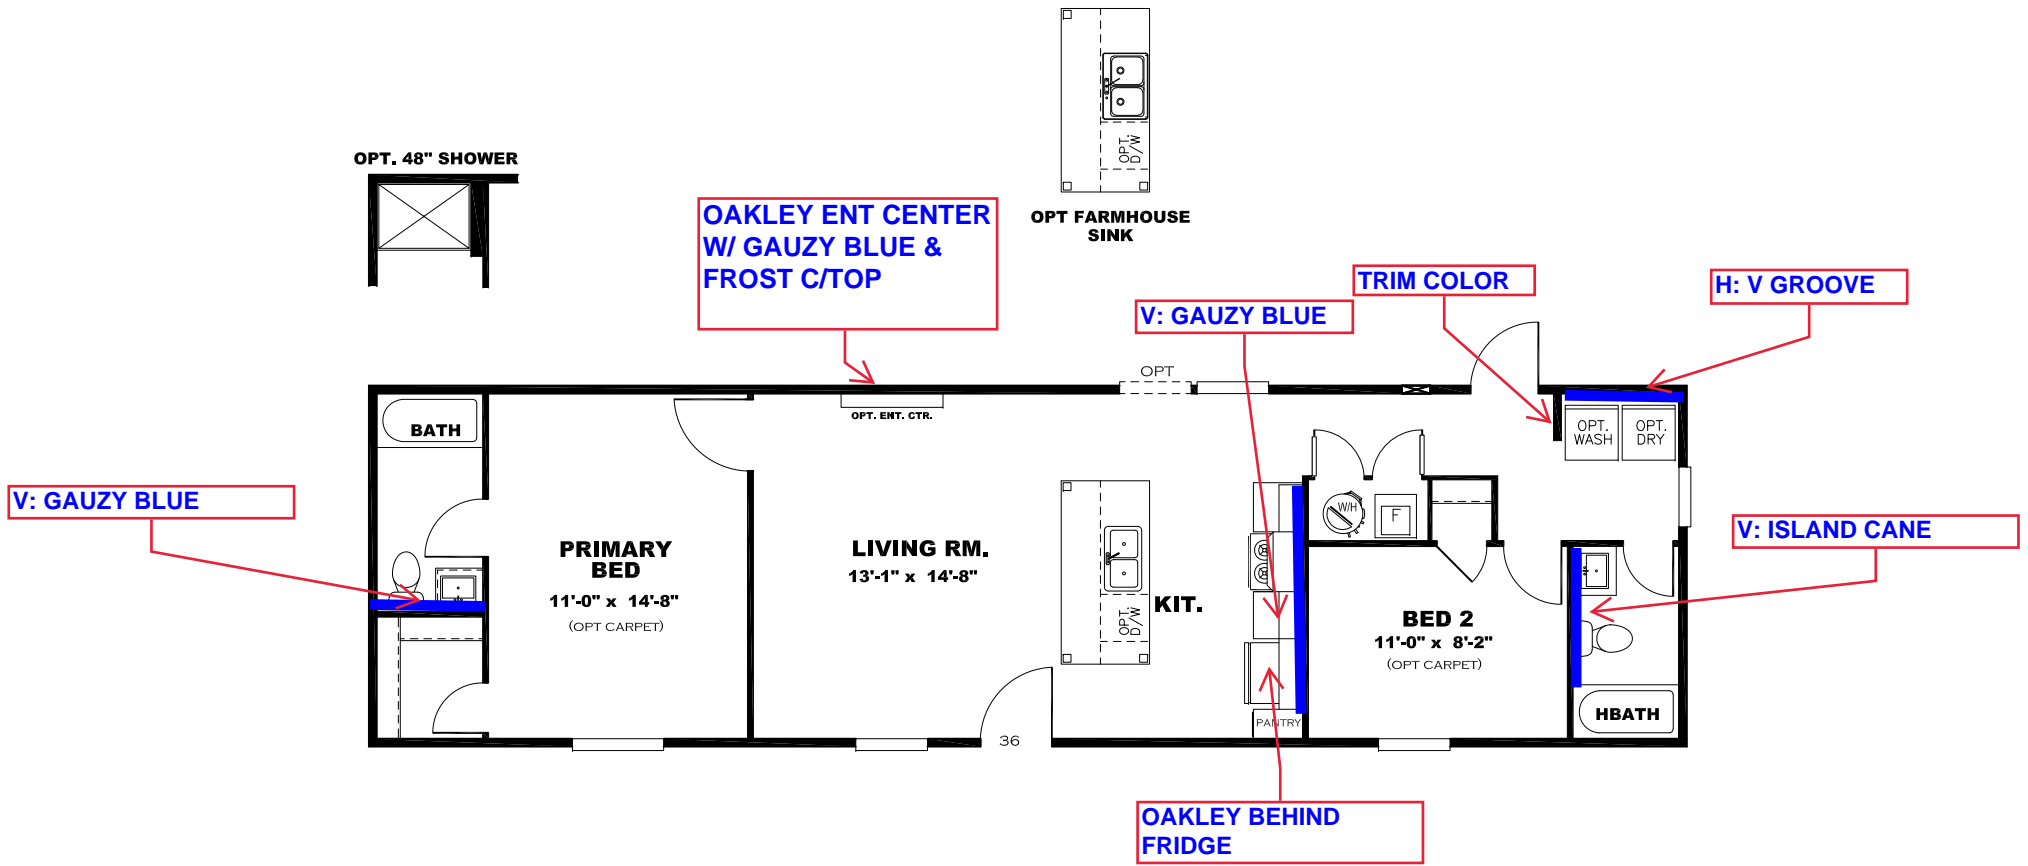 OPT. 48" SHOWER
OPT.
D/W
OPT FARMHOUSE
SINK
OAKLEY ENT CENTER
W/ GAUZY BLUE &
FROST C/TOP
TRIM COLOR
H: V GROOVE
V: GAUZY BLUE
OPT
OPT. ENT. CTR.
BATH
OPT.
WASH
OPT.
DRY
V: GAUZY BLUE
W/H
F
V: ISLAND CANE
PRIMARY
BED
11'-0" x 14'-8"
(OPT CARPET)
LIVING RM.
13'-1" x 14'-8"
OPT.
D/W
KIT.
BED 2
11'-0" x 8'-2"
(OPT CARPET)
HBATH
PANTRY
36
OAKLEY BEHIND
FRIDGE